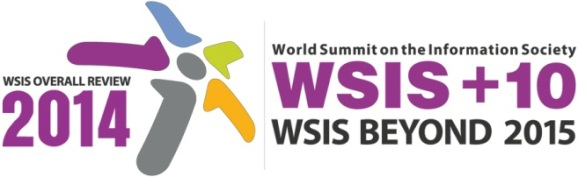 WSIS OVERALL REVIEW
2014
World Summit on the Information Society
WSIS +10
WSIS BEYOND 2015